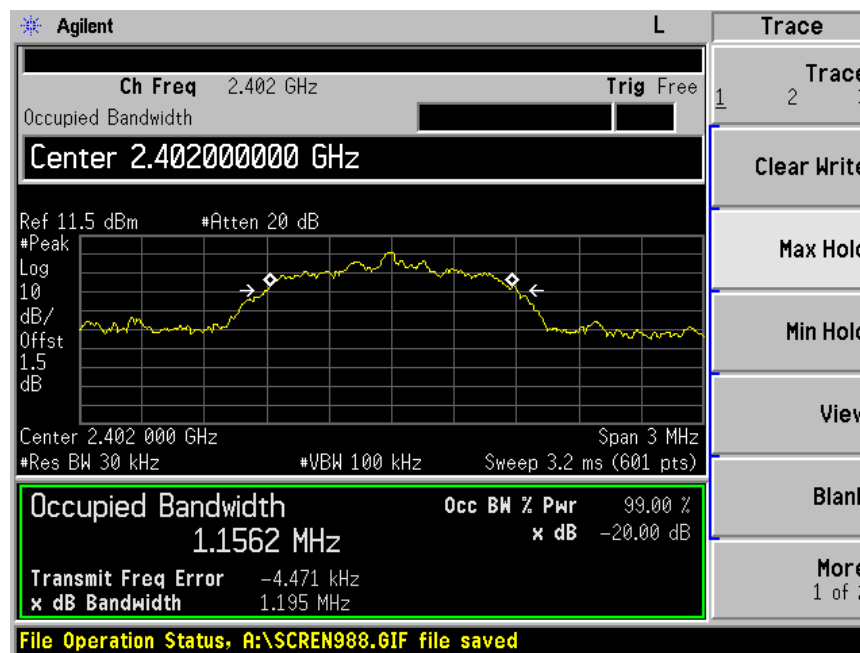 Agilent L Trace
Ch Freq 2.402 GHz Trig Free
Occupied Bandwidth
Center 2.402000000 GHz
Ref 11.5 dBm #Atten 20 dB
#Peak
Log
10
dB/
Offst
1.5
dB
Center 2.402 000 GHz Span 3 MHz
#Res BW 30 kHz #VBW 100 kHz Sweep 3.2 ms (601 pts)
Occupied Bandwidth
1.1562 MHz
Occ BW % Pwr 99.00 %
x dB -20.00 dB
Transmit Freq Error -4.471 kHz
x dB Bandwidth 1.195 MHz
File Operation Status, A:\SCREN988.GIF file saved
Trace
1 2
Clear Write
Max Hold
Min Hold
View
Blank
More
1 of